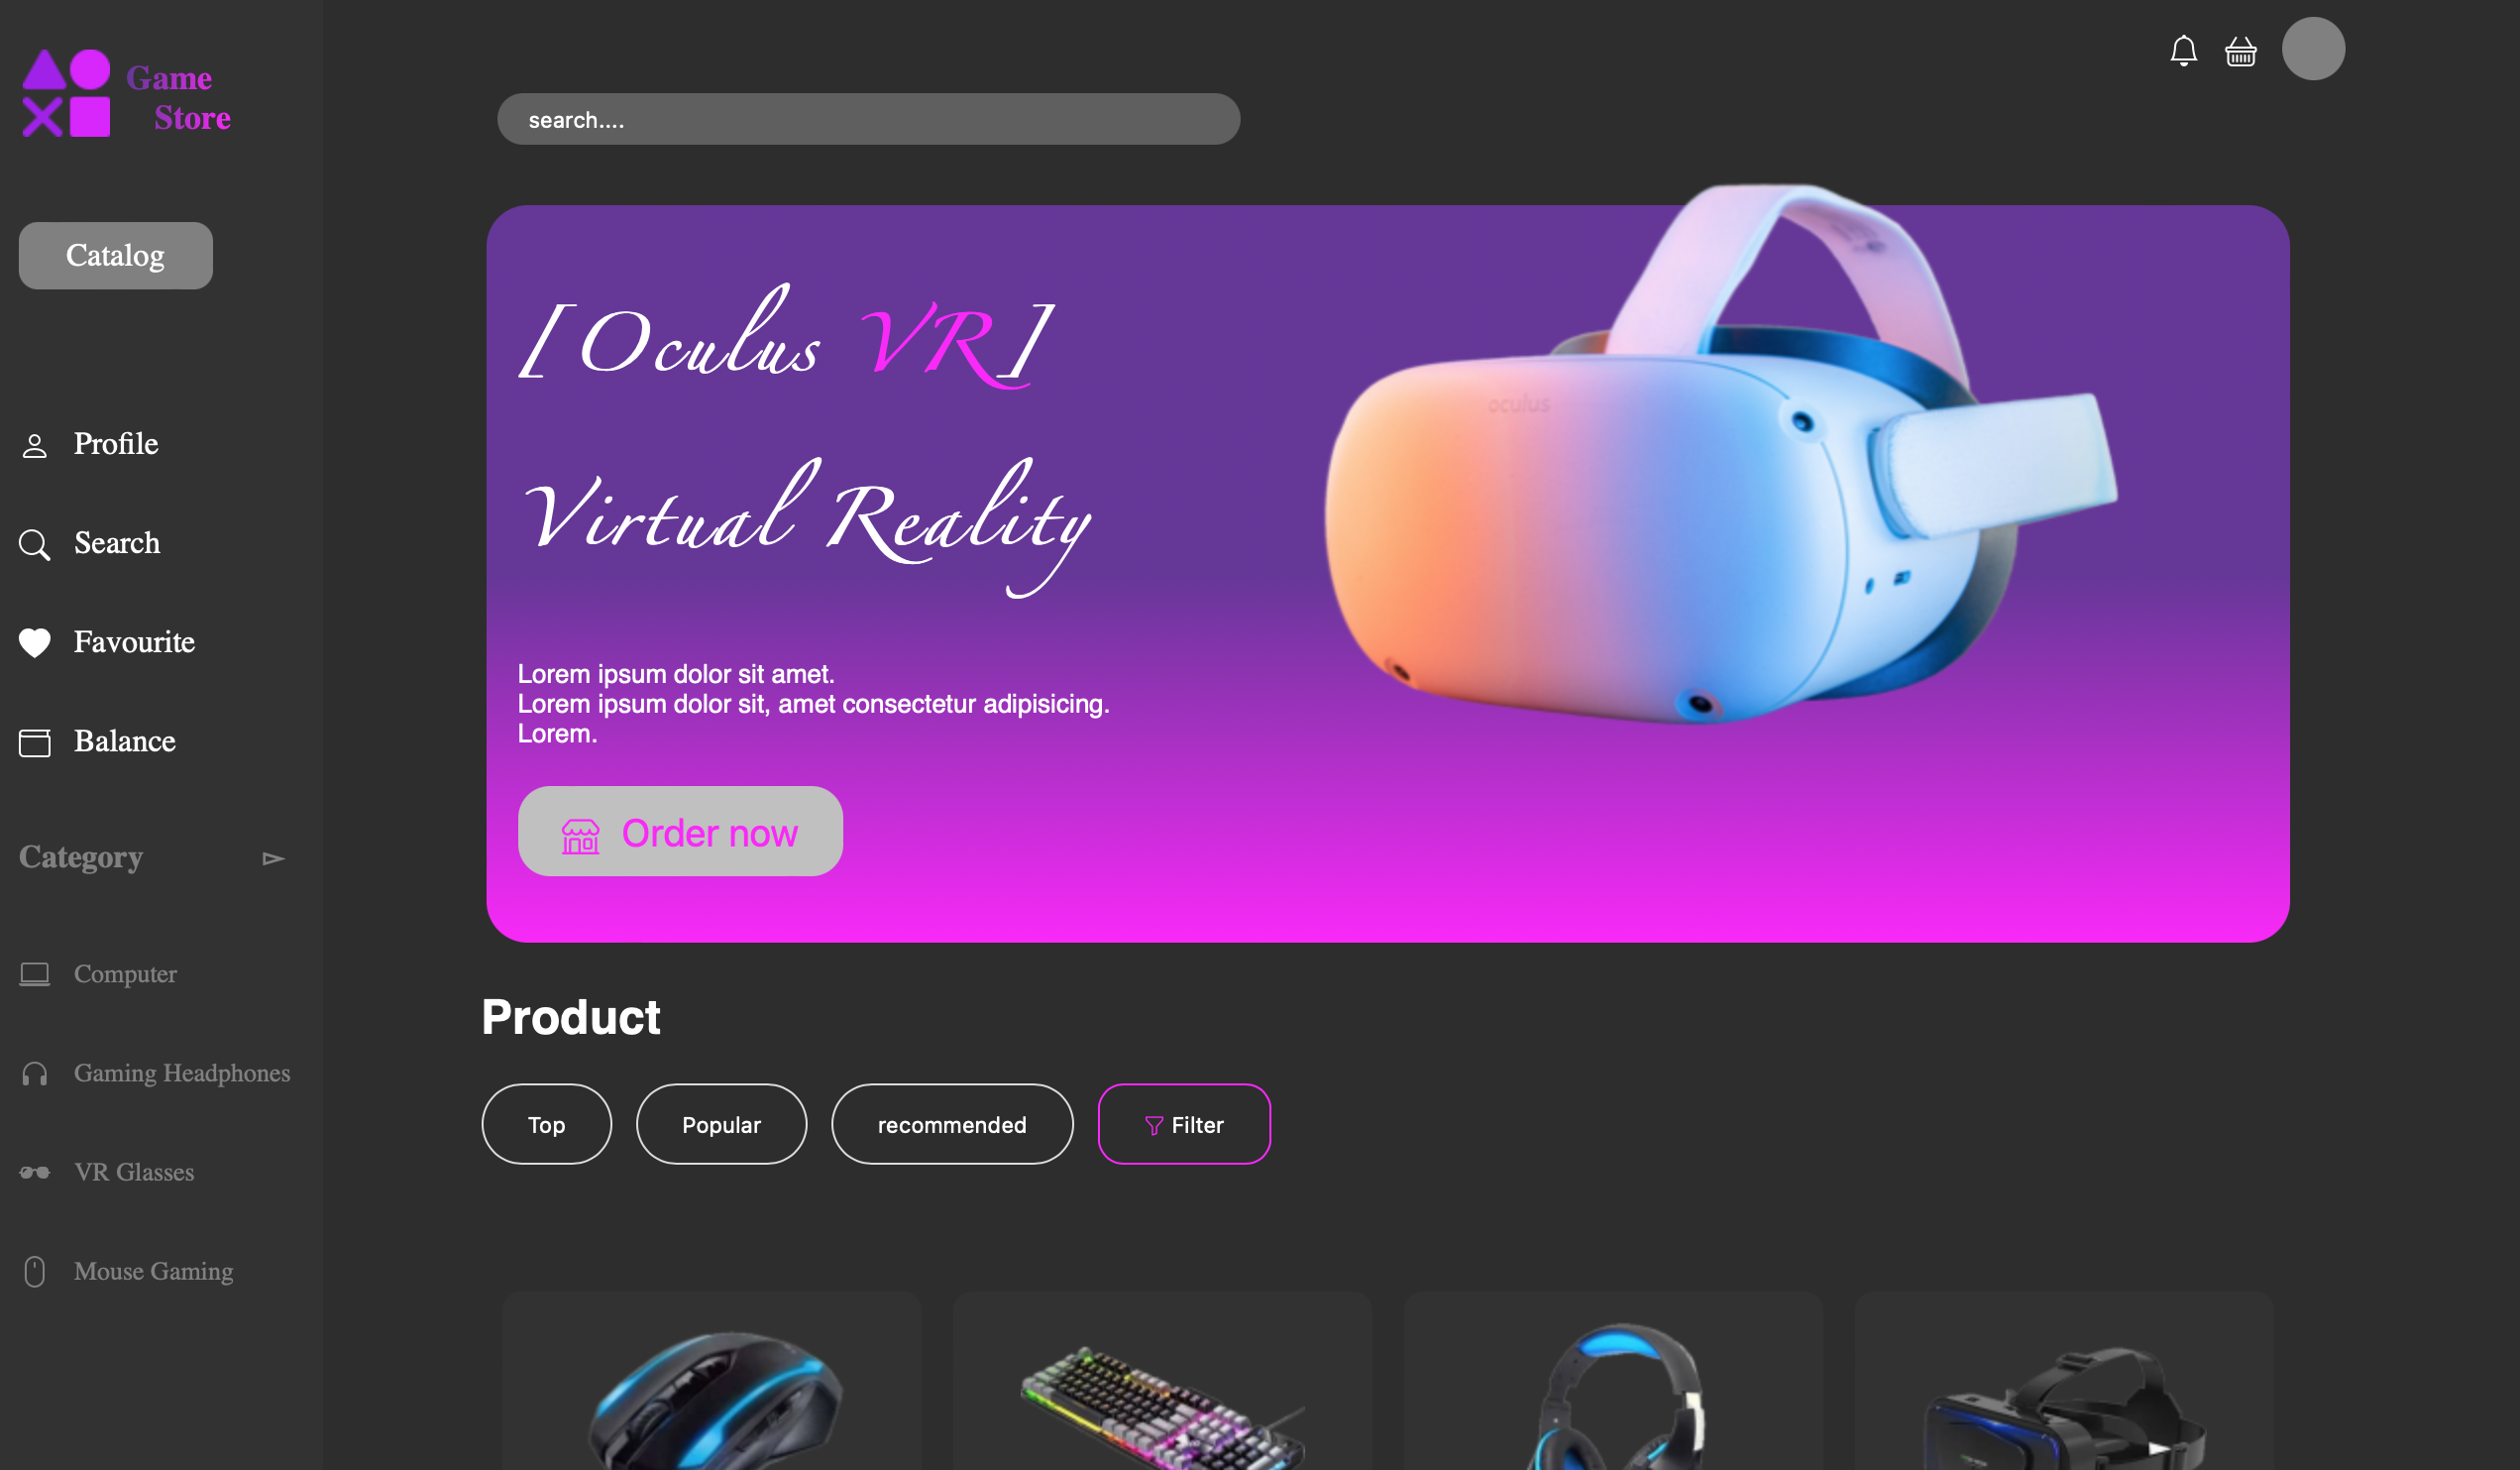 Game
Store
Catalog
Profile
Search
Favourite
Balance
Category
Computer
Gaming Headphones
VR Glasses
Mouse Gaming
search....
[ Oculus VR]
Virtual Reality
Lorem ipsum dolor sit amet.
Lorem ipsum dolor sit, amet consectetur adipisicing.
Lorem.
Order now
oculus
Product
Top
Popular
recommended
Filter